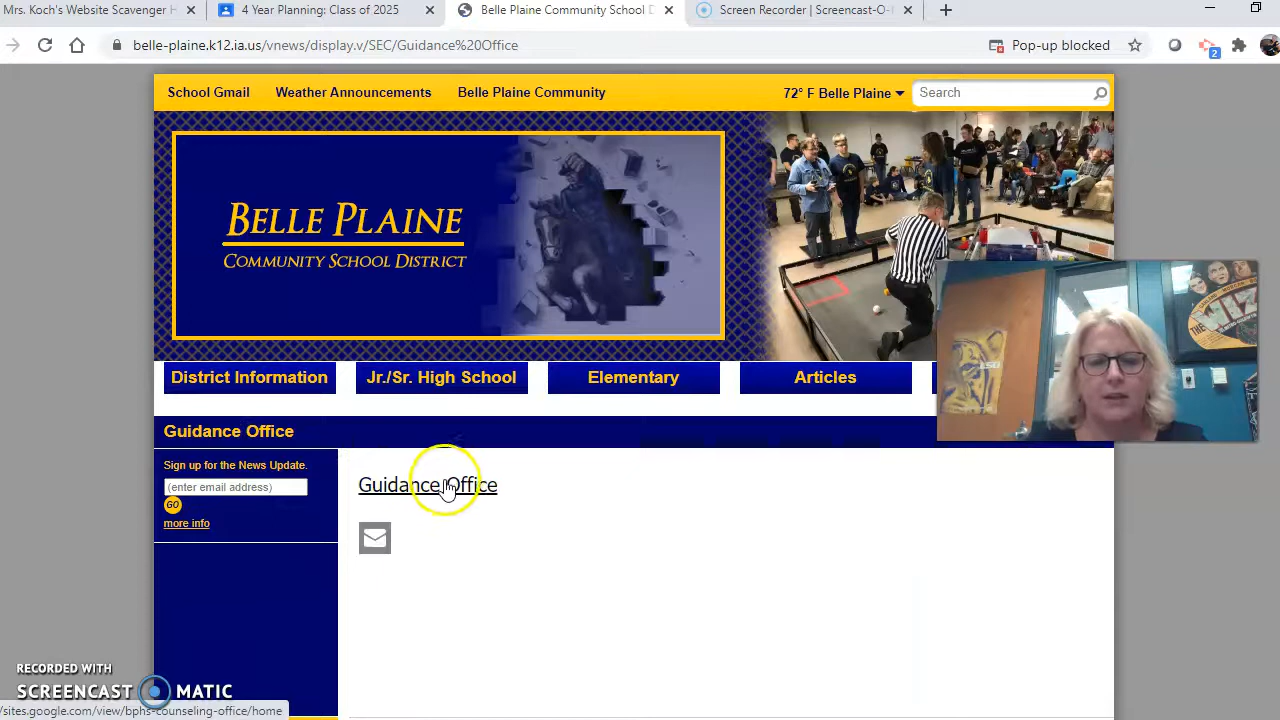 Mrs. Koch's Website Scavenger H
4 Year Planning: Class of 2025
Belle Plaine Community School D
Screen Recorder | Screencast-O-
belle-plaine.k12.ia.us/vnews/display.v/SEC/Guidance%20Office
Pop-up blocked
2
School Gmail
Weather Announcements
Belle Plaine Community
72° F Belle Plaine
Search
BELLE PLAINE
COMMUNITY SCHOOL DISTRICT
District Information
Jr./Sr. High School
Elementary
Articles
Guidance Office
Sign up for the News Update.
(enter email address)
GO
more info
Guidance Office
RECORDED WITH
SCREENCAST MATIC
/sites.google.com/view/bphs-counseling-office/home